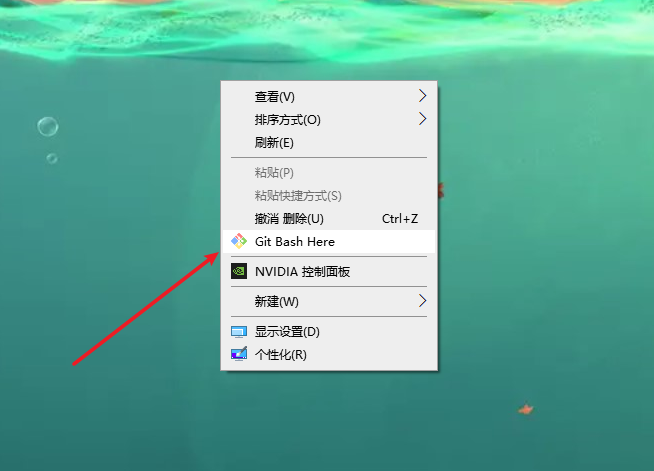 查看(V)
排序方式(O)
刷新(E)
粘贴(P)
粘贴快捷方式(S)
撤消 删除(U) Ctrl+Z
Git Bash Here
NVIDIA 控制面板
新建(W)
显示设置(D)
个性化(R)